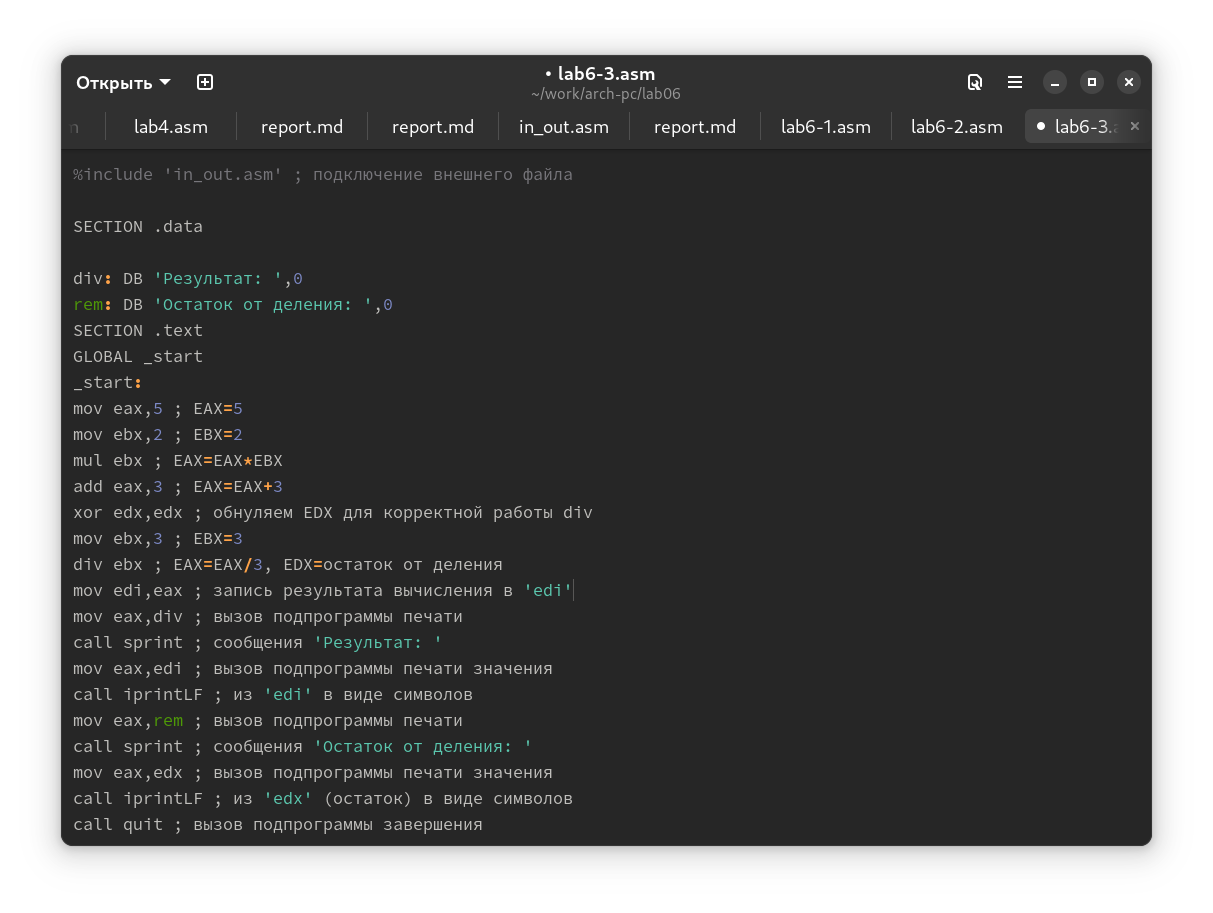 Открыть
• lab6-3.asm
~/work/arch-pc/lab06
lab4.asm report.md report.md in_out.asm report.md lab6-1.asm lab6-2.asm • lab6-3.
%include 'in_out.asm' ; подключение внешнего файла
SECTION .data
div: DB 'Результат: ',0
rem: DB 'Остаток от деления: ',0
SECTION .text
GLOBAL _start
_start:
mov eax,5 ; EAX=5
mov ebx,2 ; EBX=2
mul ebx ; EAX=EAX*EBX
add eax,3 ; EAX=EAX+3
xor edx,edx ; обнуляем EDX для корректной работы div
mov ebx,3 ; EBX=3
div ebx ; EAX=EAX/3, EDX=остаток от деления
mov edi,eax ; запись результата вычисления в 'edi'
mov eax,div ; вызов подпрограммы печати
call sprint ; сообщения 'Результат: '
mov eax,edi ; вызов подпрограммы печати значения
call iprintLF ; из 'edi' в виде символов
mov eax,rem ; вызов подпрограммы печати
call sprint ; сообщения 'Остаток от деления: '
mov eax,edx ; вызов подпрограммы печати значения
call iprintLF ; из 'edx' (остаток) в виде символов
call quit ; вызов подпрограммы завершения